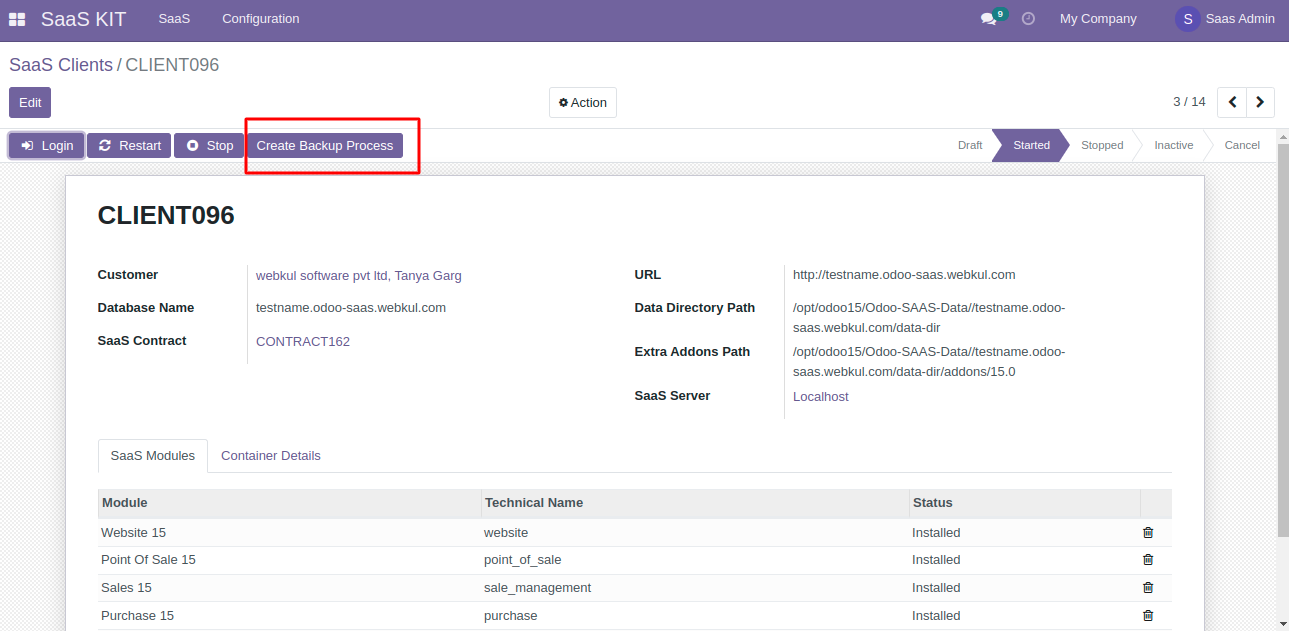 SaaS KIT SaaS Configuration 9 My Company S Saas Admin
SaaS Clients / CLIENT096
Edit Action 3 / 14
Login Restart Stop Create Backup Process Draft Started Stopped Inactive Cancel
CLIENT096
Customer webkul software pvt ltd, Tanya Garg
Database Name testname.odoo-saas.webkul.com
SaaS Contract CONTRACT162
URL http://testname.odoo-saas.webkul.com
Data Directory Path /opt/odoo15/Odoo-SAAS-Data//testname.odoo-
saas.webkul.com/data-dir
Extra Addons Path /opt/odoo15/Odoo-SAAS-Data//testname.odoo-
saas.webkul.com/data-dir/addons/15.0
SaaS Server Localhost
SaaS Modules Container Details
Module Technical Name Status
Website 15 website Installed
Point Of Sale 15 point_of_sale Installed
Sales 15 sale_management Installed
Purchase 15 purchase Installed